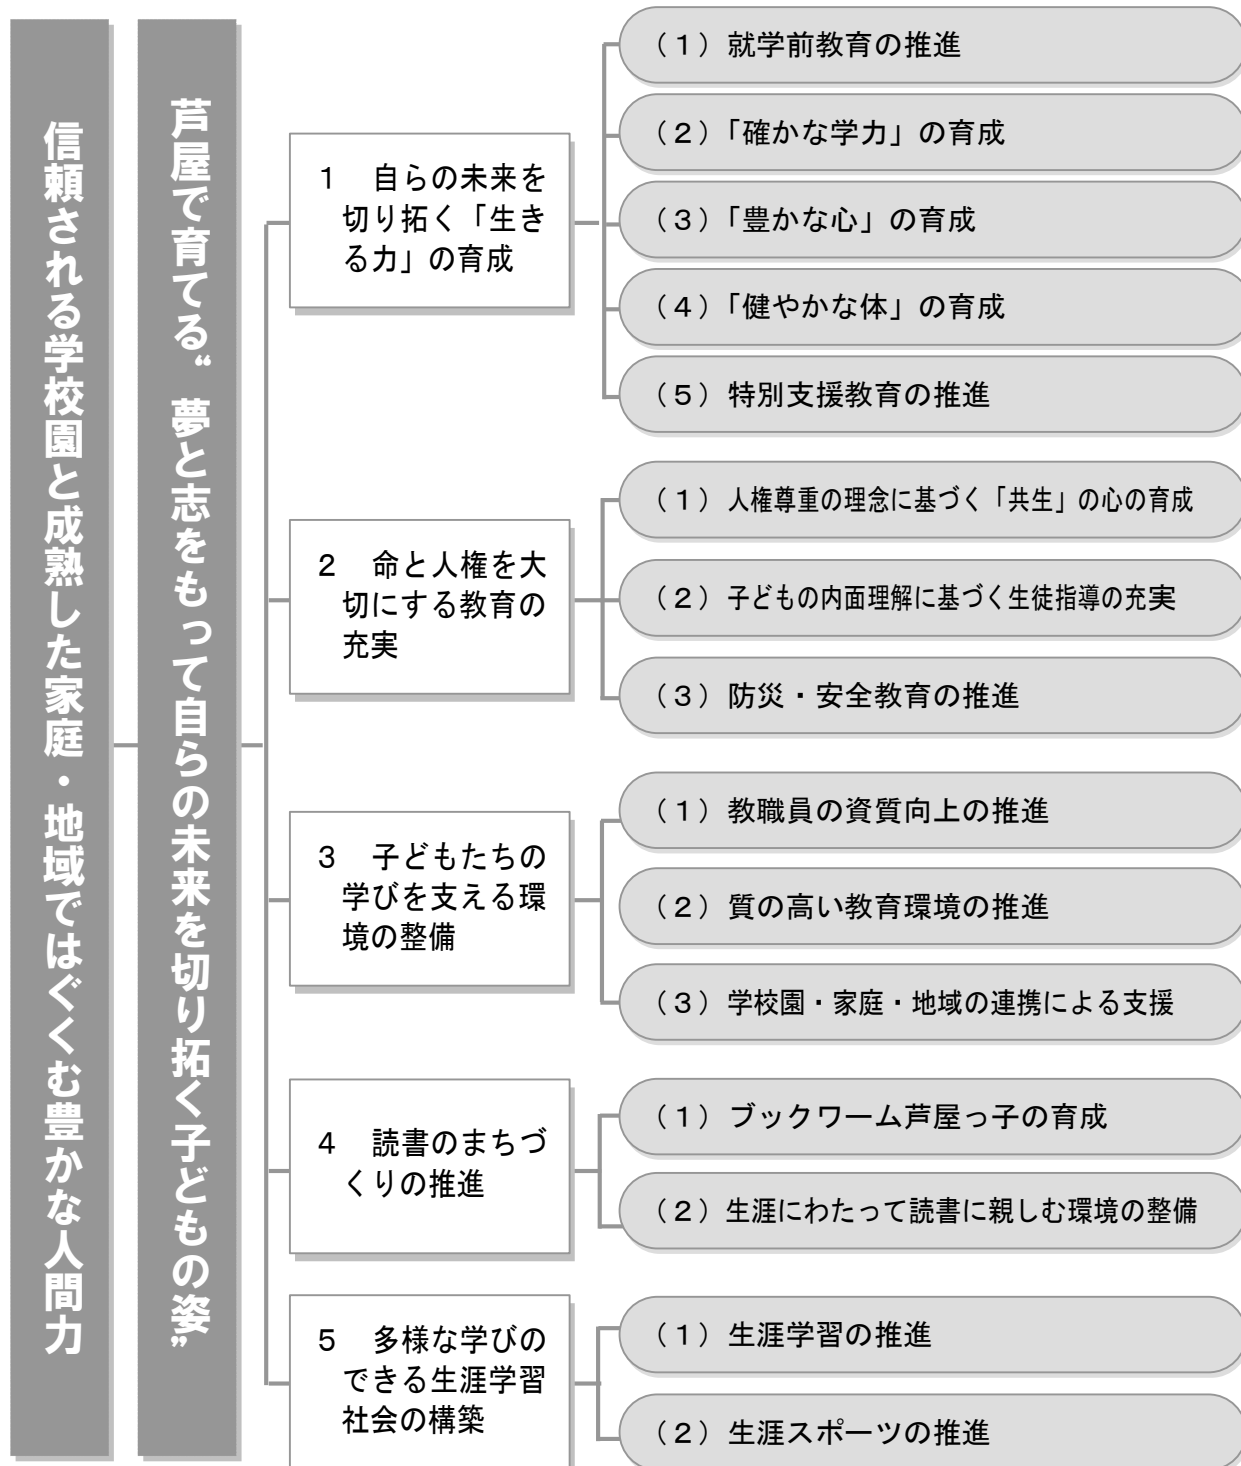 信頼される学校園と成熟した家庭・地域ではぐくむ豊かな人間力
芦屋で育てる“夢と志をもって自らの未来を切り拓く子どもの姿”
1 自らの未来を
切り拓く「生き
る力」の育成
(1)就学前教育の推進
(2)「確かな学力」の育成
(3)「豊かな心」の育成
(4)「健やかな体」の育成
(5)特別支援教育の推進
2 命と人権を大
切にする教育の
充実
(1)人権尊重の理念に基づく「共生」の心の育成
(2)子どもの内面理解に基づく生徒指導の充実
(3)防災・安全教育の推進
3 子どもたちの
学びを支える環
境の整備
(1)教職員の資質向上の推進
(2)質の高い教育環境の推進
(3)学校園・家庭・地域の連携による支援
4 読書のまちづ
くりの推進
(1)ブックワーム芦屋っ子の育成
(2)生涯にわたって読書に親しむ環境の整備
5 多様な学びの
できる生涯学習
社会の構築
(1)生涯学習の推進
(2)生涯スポーツの推進